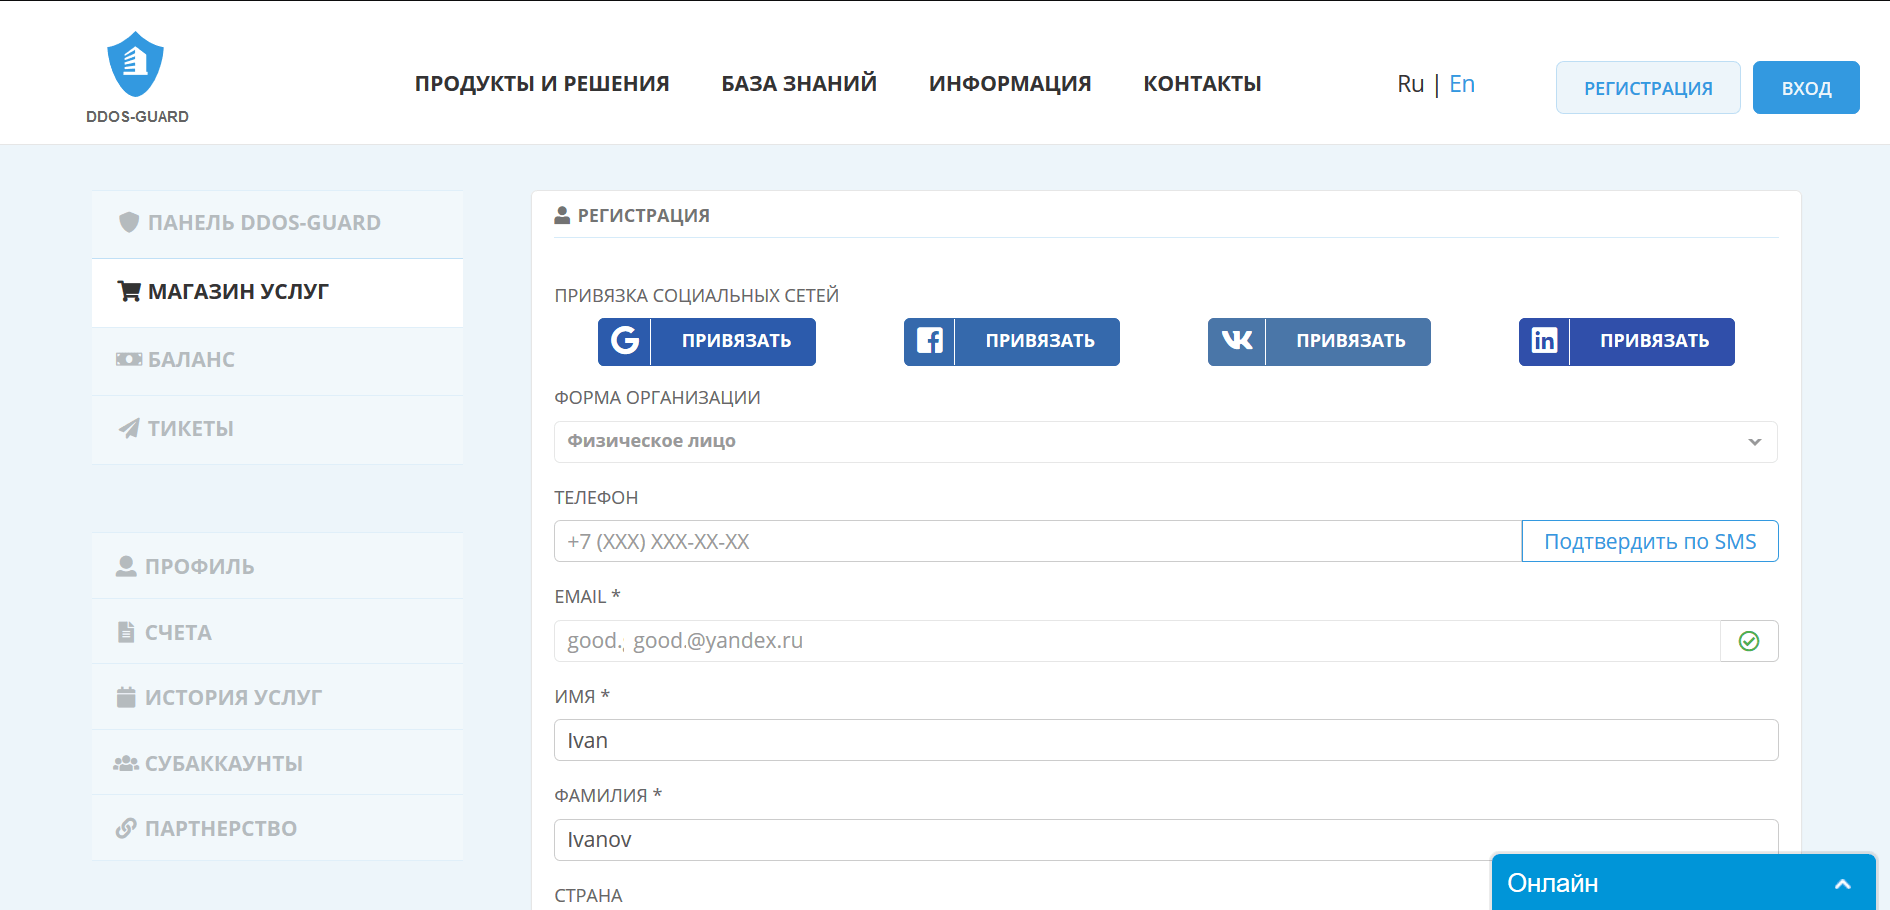 DDOS-GUARD
ПРОДУКТЫ И РЕШЕНИЯ
БАЗА ЗНАНИЙ
ИНФОРМАЦИЯ
КОНТАКТЫ
Ru | En
РЕГИСТРАЦИЯ
ВХОД
ПАНЕЛЬ DDOS-GUARD
МАГАЗИН УСЛУГ
БАЛАНС
ТИКЕТЫ
ПРОФИЛЬ
СЧЕТА
ИСТОРИЯ УСЛУГ
СУБАККАУНТЫ
ПАРТНЕРСТВО
РЕГИСТРАЦИЯ
ПРИВЯЗКА СОЦИАЛЬНЫХ СЕТЕЙ
ПРИВЯЗАТЬ
ПРИВЯЗАТЬ
ПРИВЯЗАТЬ
ПРИВЯЗАТЬ
ФОРМА ОРГАНИЗАЦИИ
Физическое лицо
ТЕЛЕФОН
+7 (XXX) XXX-XX-XX
Подтвердить по SMS
EMAIL *
good. good.@yandex.ru
ИМЯ *
Ivan
ФАМИЛИЯ *
Ivanov
СТРАНА
Онлайн